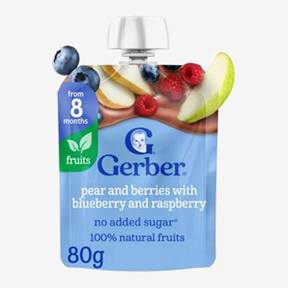 from
8
months
fruits
G
Gerber®
pear and berries with
blueberry and raspberry
no added sugar*
100% natural fruits
80g